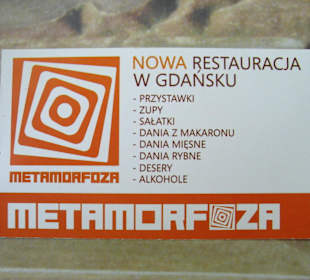 NOWA RESTAURACJA
W GDAŃSKU
- PRZYSTAWKI
- ZUPY
- SAŁATKI
- DANIA Z MAKARONU
- DANIA MIĘSNE
- DANIA RYBNE
- DESERY
- ALKOHOLE
METAMORFOZA
METAMORFOZA